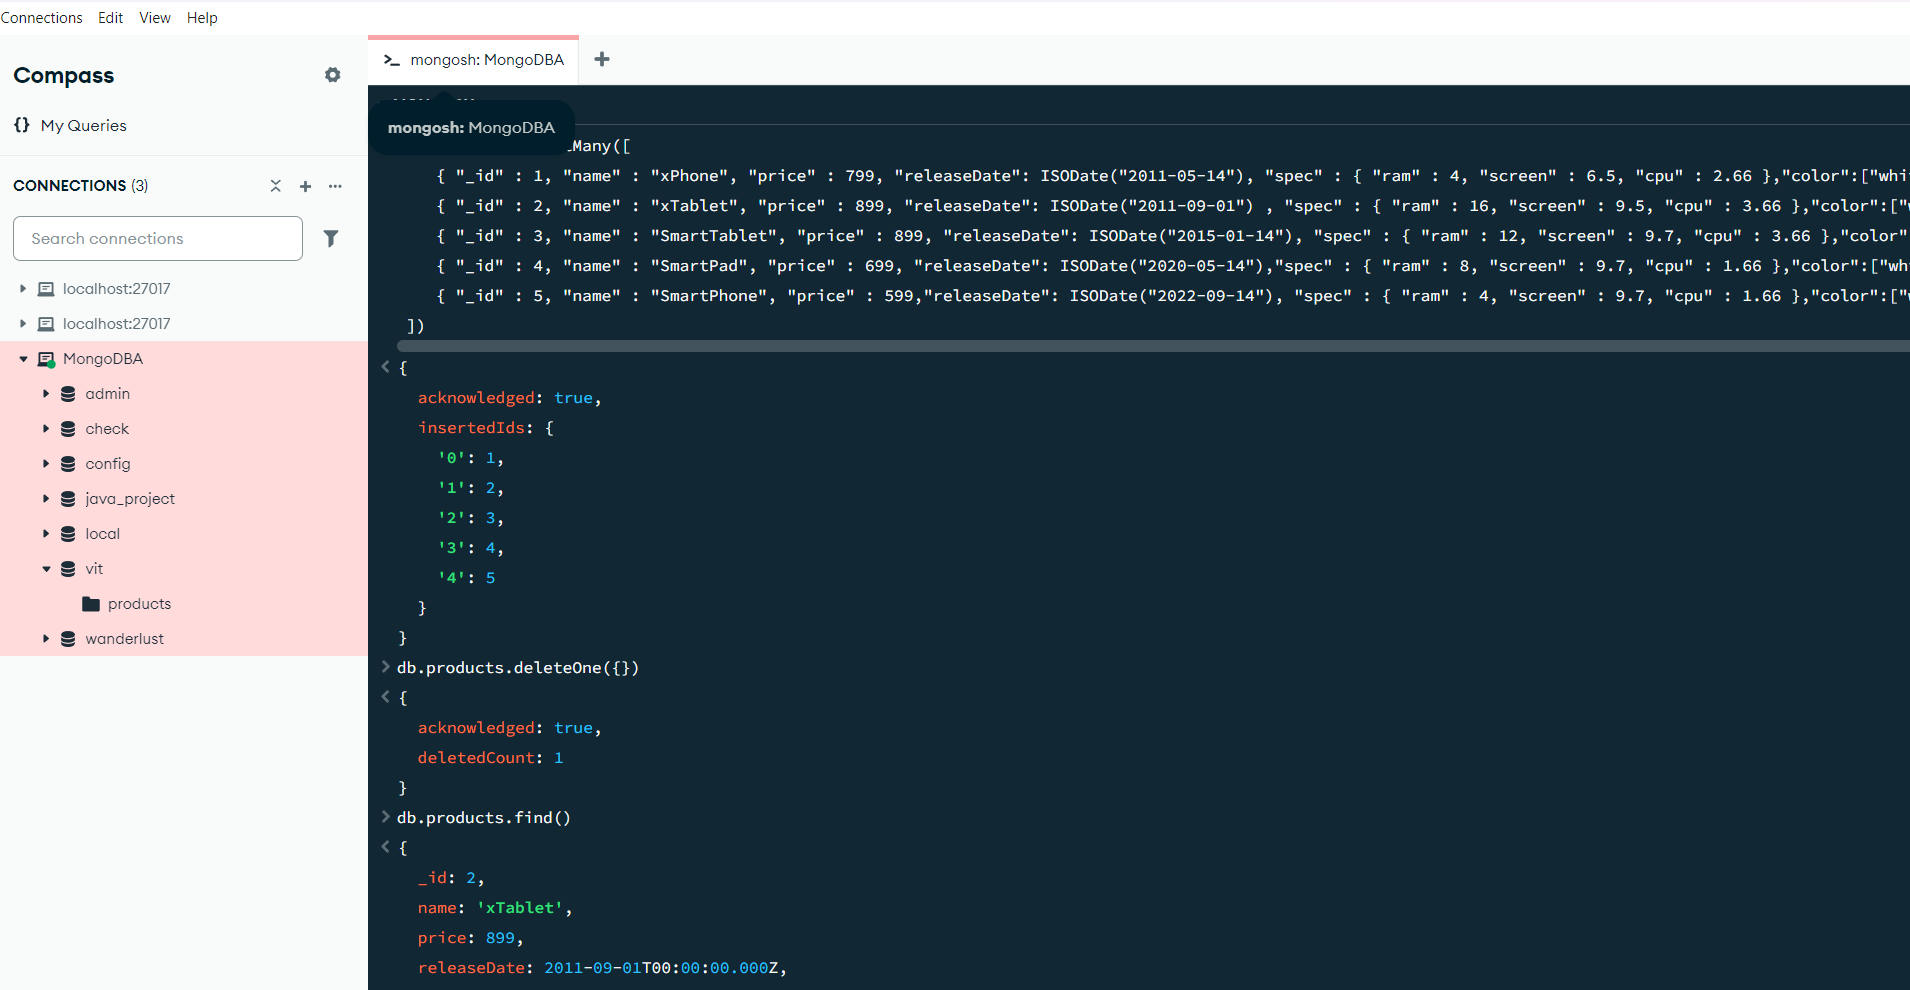 Connections Edit View Help
Compass
{} My Queries
CONNECTIONS (3)
Search connections
localhost:27017
localhost:27017
MongoDBA
admin
check
config
java_project
local
vit
products
wanderlust
>_ mongosh: MongoDBA
mongosh: MongoDBA
Many([
{ "_id" : 1, "name" : "xPhone", "price" : 799, "releaseDate": ISODate("2011-05-14"), "spec" : { "ram" : 4, "screen" : 6.5, "cpu" : 2.66 },"color":["whi
{ "_id" : 2, "name" : "xTablet", "price" : 899, "releaseDate": ISODate("2011-09-01") , "spec" : { "ram" : 16, "screen" : 9.5, "cpu" : 3.66 },"color":["w
{ "_id" : 3, "name" : "SmartTablet", "price" : 899, "releaseDate": ISODate("2015-01-14"), "spec" : { "ram" : 12, "screen" : 9.7, "cpu" : 3.66 },"color"
{ "_id" : 4, "name" : "SmartPad", "price" : 699, "releaseDate": ISODate("2020-05-14"),"spec" : { "ram" : 8, "screen" : 9.7, "cpu" : 1.66 },"color":["wh
{ "_id" : 5, "name" : "SmartPhone", "price" : 599,"releaseDate": ISODate("2022-09-14"), "spec" : { "ram" : 4, "screen" : 9.7, "cpu" : 1.66 },"color":["w
])
< {
acknowledged: true,
insertedIds: {
'0': 1,
'1': 2,
'2': 3,
'3': 4,
'4': 5
}
}
> db.products.deleteOne({})
< {
acknowledged: true,
deletedCount: 1
}
> db.products.find()
< {
_id: 2,
name: 'xTablet',
price: 899,
releaseDate: 2011-09-01T00:00:00.000Z,